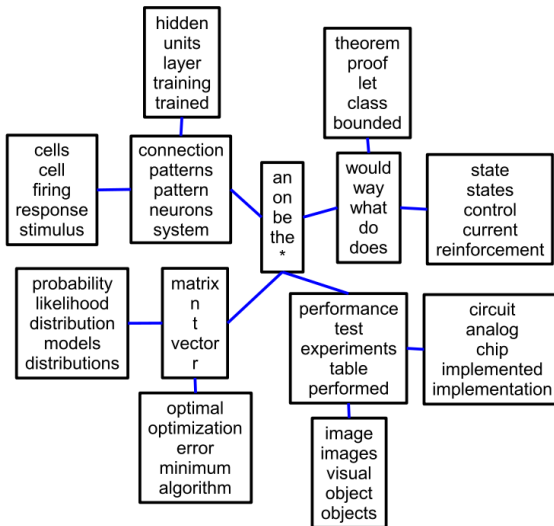 hidden
units
layer
training
trained
theorem
proof
let
class
bounded
cells
cell
firing
response
stimulus
connection
patterns
pattern
neurons
system
an
on
be
the
*
would
way
what
do
does
state
states
control
current
reinforcement
probability
likelihood
distribution
models
distributions
matrix
n
t
vector
r
performance
test
experiments
table
performed
circuit
analog
chip
implemented
implementation
optimal
optimization
error
minimum
algorithm
image
images
visual
object
objects